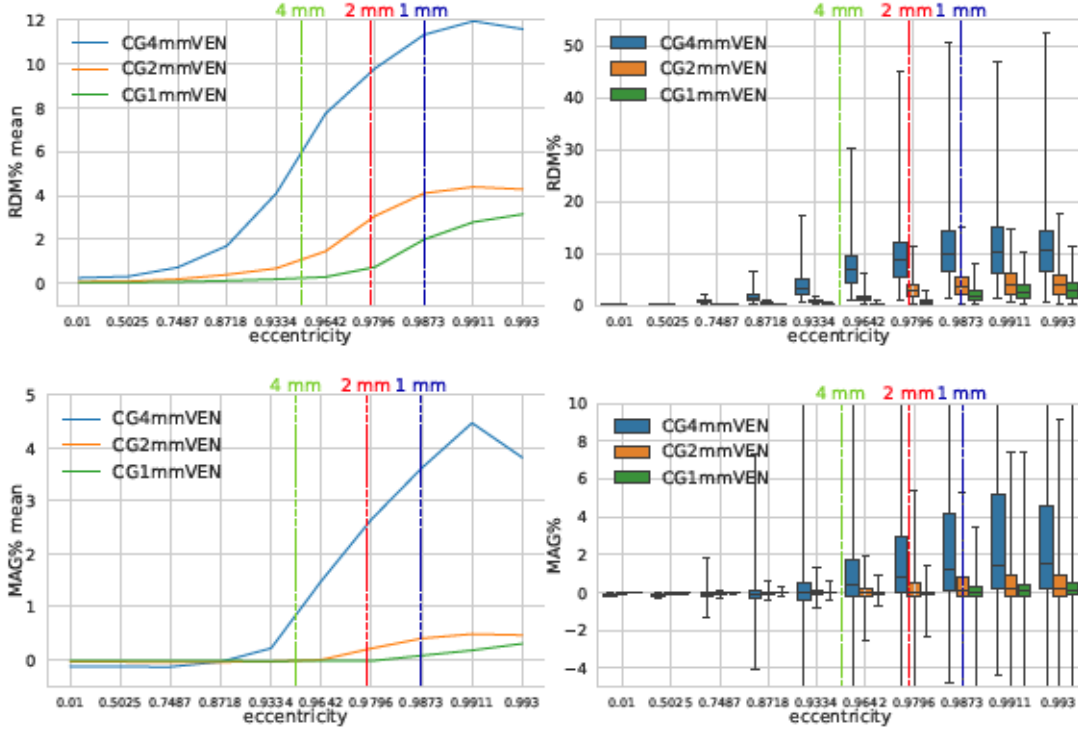 4 mm 2 mm 1 mm
12
10
8
6
4
2
0
RDM% mean
CG4mmVEN
CG2mmVEN
CG1mmVEN
0.01 0.5025 0.7487 0.8718 0.9334 0.9642 0.9796 0.9873 0.9911 0.993
eccentricity
4 mm 2 mm 1 mm
50
40
30
20
10
0
RDM%
CG4mmVEN
CG2mmVEN
CG1mmVEN
0.01 0.5025 0.7487 0.8718 0.9334 0.9642 0.9796 0.9873 0.9911 0.993
eccentricity
4 mm 2 mm 1 mm
5
4
3
2
1
0
MAG% mean
CG4mmVEN
CG2mmVEN
CG1mmVEN
0.01 0.5025 0.7487 0.8718 0.9334 0.9642 0.9796 0.9873 0.9911 0.993
eccentricity
4 mm 2 mm 1 mm
10
8
6
4
2
0
−2
−4
MAG%
CG4mmVEN
CG2mmVEN
CG1mmVEN
0.01 0.5025 0.7487 0.8718 0.9334 0.9642 0.9796 0.9873 0.9911 0.993
eccentricity